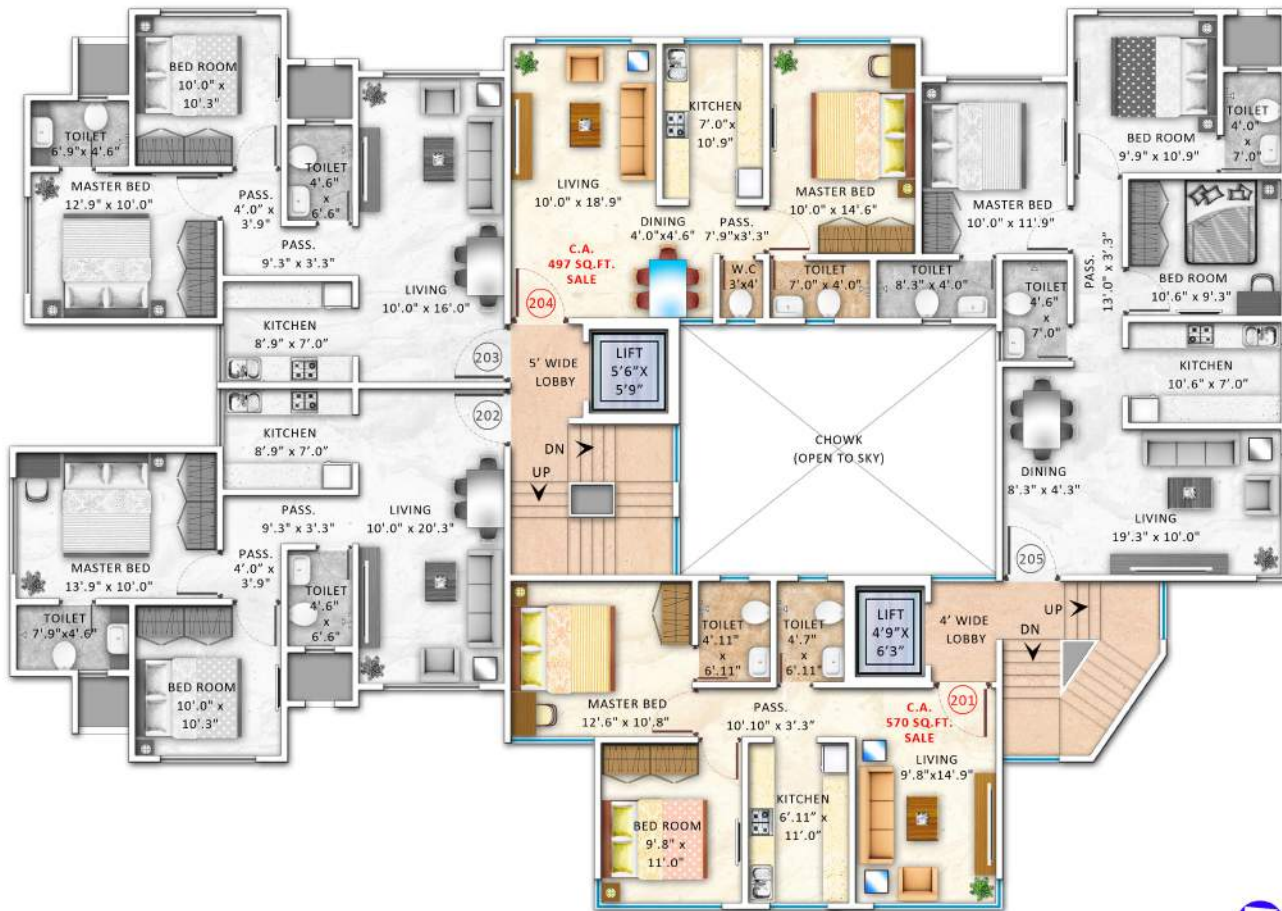 BED ROOM
10'.0" x
10'.3"
TOILET
6'.9"x 4'.6"
MASTER BED
12'.9" x 10'.0"
PASS.
4'.0" x
3'.9"
TOILET
4'.6"
x
6'.6"
PASS.
9'.3" x 3'.3"
LIVING
10'.0" x 16'.0"
KITCHEN
8'.9" x 7'.0"
203
LIVING
10'.0" x 18'.9"
KITCHEN
7'.0"x
10'.9"
MASTER BED
10'.0" x 14'.6"
DINING
4'.0"x4'.6"
PASS.
7'.9"x3'.3"
C.A.
497 SQ.FT.
SALE
204
W.C
3'x4'
TOILET
7'.0" x 4'.0"
TOILET
8'.3" x 4'.0"
MASTER BED
10'.0" x 11'.9"
BED ROOM
9'.9" x 10'.9"
TOILET
4'.0"
x
7'.0"
BED ROOM
10'.6" x 9'.3"
PASS.
13'.0" x 3'.3"
TOILET
4'.6"
x
7'.0"
KITCHEN
10'.6" x 7'.0"
DINING
8'.3" x 4'.3"
LIVING
19'.3" x 10'.0"
205
5' WIDE
LOBBY
LIFT
5'6"X
5'9"
DN
UP
CHOWK
(OPEN TO SKY)
202
KITCHEN
8'.9"x 7'.0"
PASS.
9'.3" x 3'.3"
LIVING
10'.0" x 20'.3"
MASTER BED
13'.9" x 10'.0"
PASS.
4'.0" x
3'.9"
TOILET
4'.6"
x
6'.6"
TOILET
7'.9"x4'.6"
BED ROOM
10'.0" x
10'.3"
TOILET
4'.11"
x
6'.11"
TOILET
4'.7"
x
6'.11"
LIFT
4'9"X
6'3"
4' WIDE
LOBBY
UP
DN
MASTER BED
12'.6" x 10'.8"
PASS.
10'.10" x 3'.3"
C.A.
570 SQ.FT.
SALE
201
LIVING
9'.8"x14'.9"
KITCHEN
6'.11" x
11'.0"
BED ROOM
9'.8" x
11'.0"